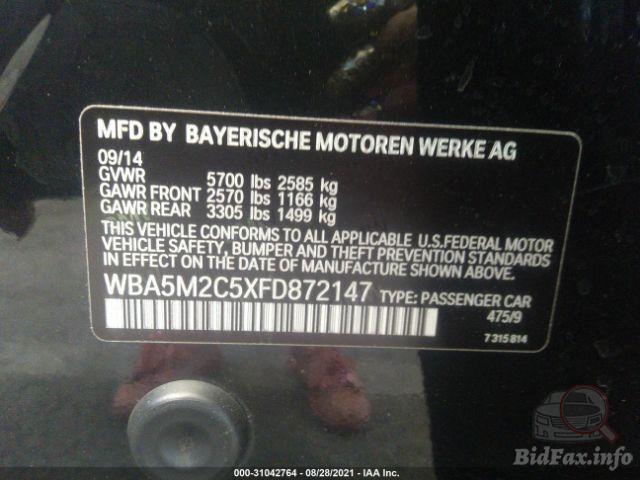 MFD BY BAYERISCHE MOTOREN WERKE AG
09/14
GVWR 5700 lbs 2585 kg
GAWR FRONT 2570 lbs 1166 kg
GAWR REAR 3305 lbs 1499 kg
THIS VEHICLE CONFORMS TO ALL APPLICABLE U.S.FEDERAL MOTOR
VEHICLE SAFETY, BUMPER AND THEFT PREVENTION STANDARDS
IN EFFECT ON THE DATE OF MANUFACTURE SHOWN ABOVE.
WBA5M2C5XFD872147 TYPE: PASSENGER CAR
475/9
7315814
BidFax.info
000-31042764 - 08/28/2021 - IAA Inc.